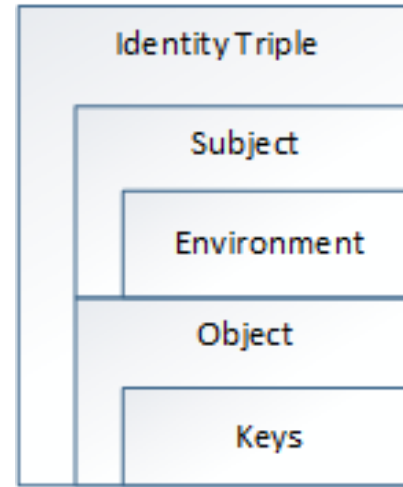 Identity Triple
Subject
Environment
Object
Keys